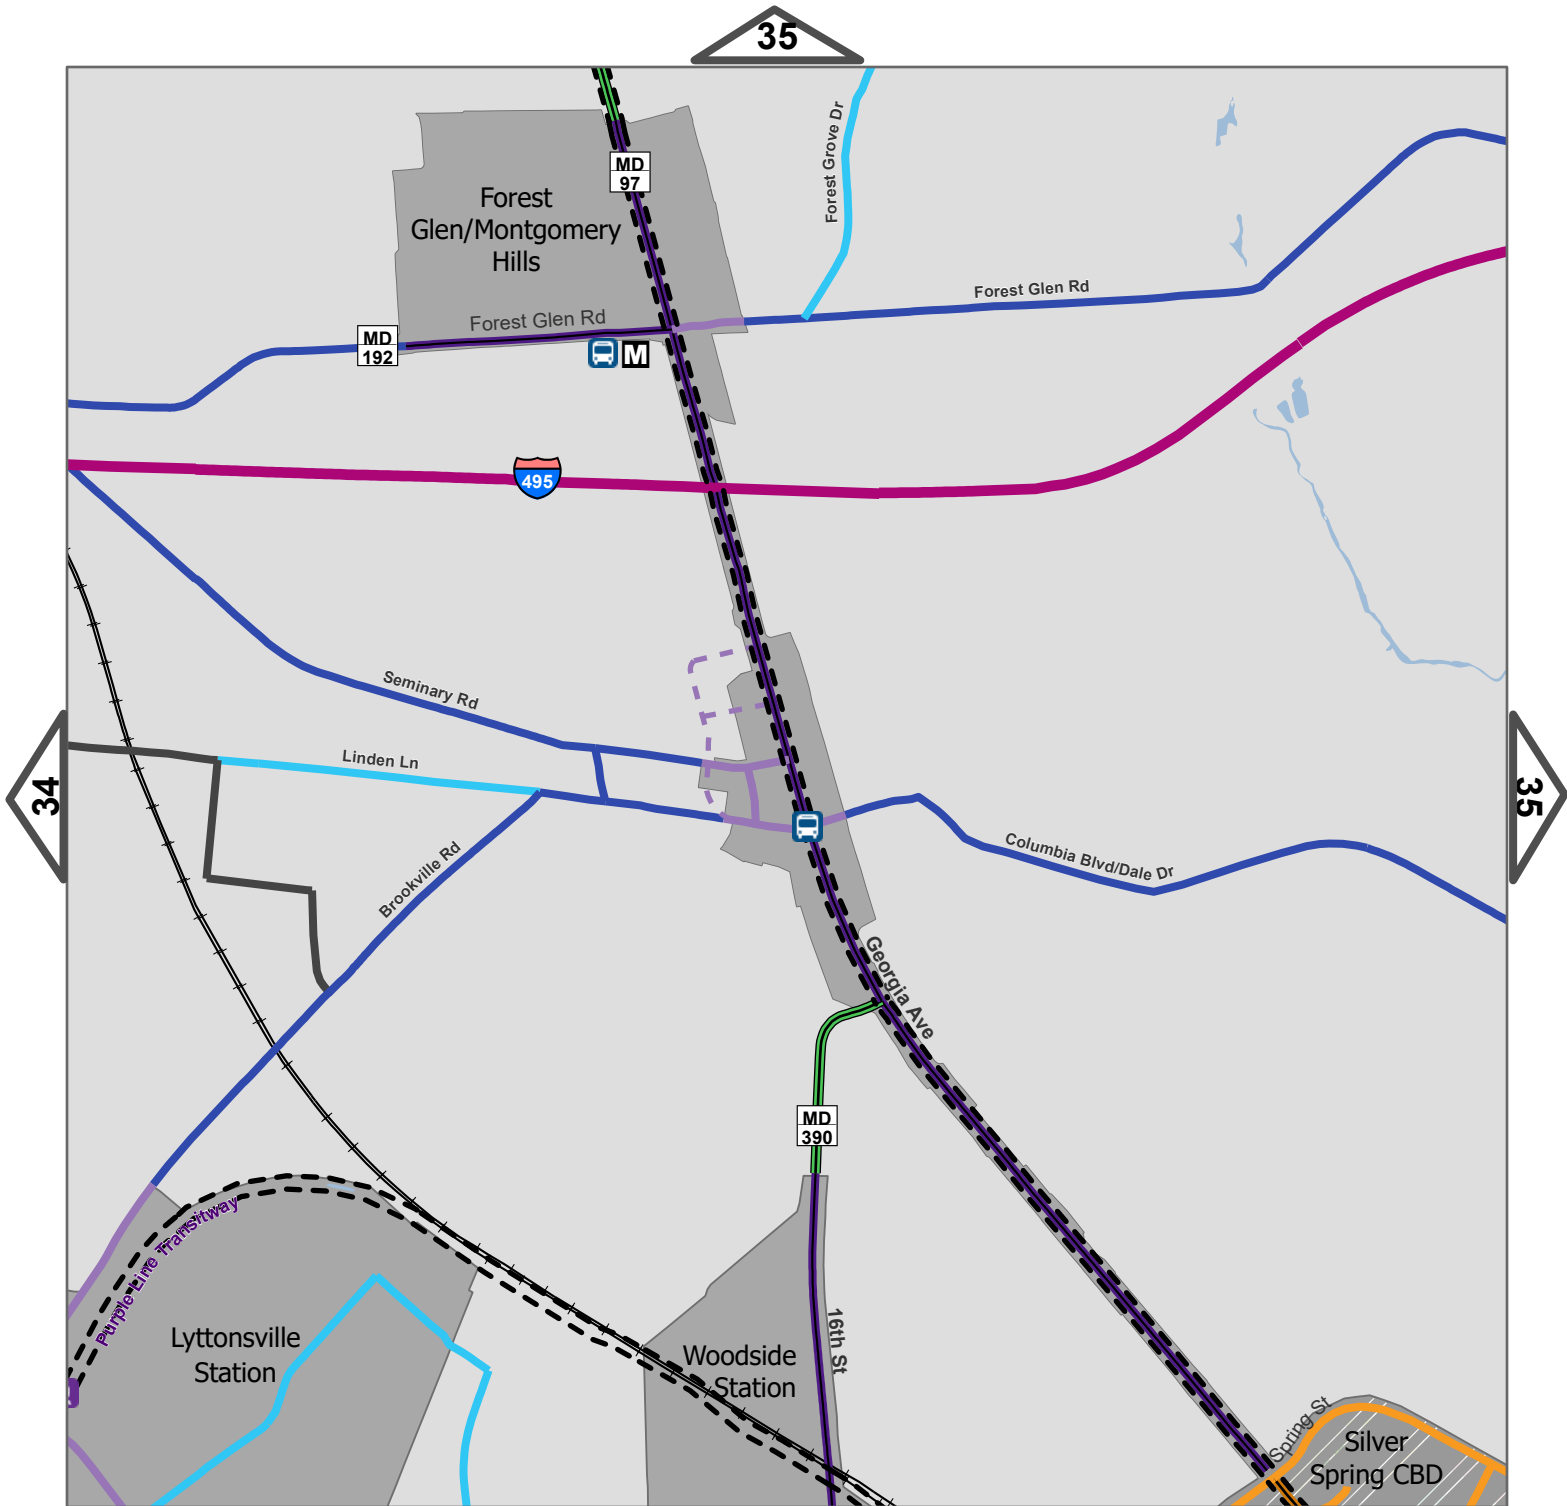 35
MD
97
Forest Grove Dr
Forest
Glen/Montgomery
Hills
Forest Glen Rd
Forest Glen Rd
MD
192
M
495
Seminary Rd
Linden Ln
34
35
Columbia Blvd/Dale Dr
Brookville Rd
Georgia Ave
MD
390
Purple Line Transitway
Lyttonsville
Station
16th St
Woodside
Station
Spring St
Silver
Spring CBD